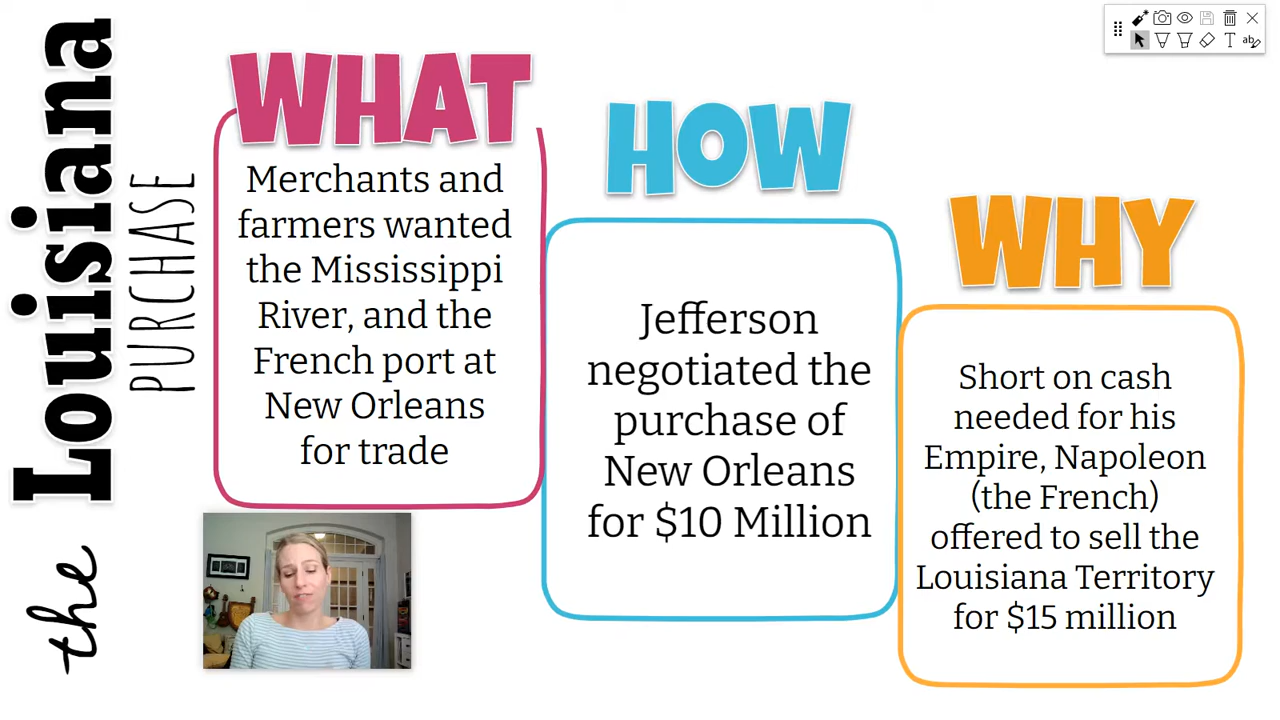 the Louisiana
PURCHASE
WHAT
Merchants and
farmers wanted
the Mississippi
River, and the
French port at
New Orleans
for trade
HOW
Jefferson
negotiated the
purchase of
New Orleans
for $10 Million
WHY
Short on cash
needed for his
Empire, Napoleon
(the French)
offered to sell the
Louisiana Territory
for $15 million
T
ab